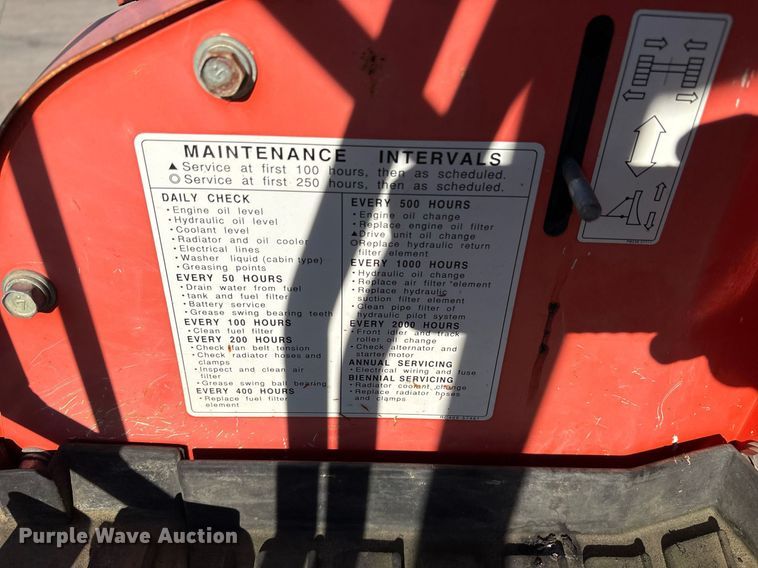 MAINTENANCE INTERVALS
▲Service at first 100 hours, then as scheduled.
◎Service at first 250 hours, then as scheduled.
DAILY CHECK
•Engine oil level
•Hydraulic oil level
•Coolant level
•Radiator and oil cooler
•Electrical lines
•Washer liquid (cabin type)
•Greasing points
EVERY 50 HOURS
•Drain water from fuel
•tank and fuel filter
•Battery service
•Grease swing bearing teeth
EVERY 100 HOURS
•Clean fuel filter
EVERY 200 HOURS
•Check fan belt tension
•Check radiator hoses and
clamps
•Inspect and clean air
filter
•Grease swing ball bearing
EVERY 400 HOURS
•Replace fuel filter
element
EVERY 500 HOURS
•Engine oil change
•Replace engine oil filter
▲Drive unit oil change
◎Replace hydraulic return
filter element
EVERY 1000 HOURS
•Hydraulic oil change
•Replace air filter element
•Replace hydraulic
suction filter element
•Clean pipe filter of
hydraulic pilot system
EVERY 2000 HOURS
•Front idler and track
roller oil change
•Check alternator and
starter motor
ANNUAL SERVICING
•Electrical wiring and fuse
BIENNIAL SERVICING
•Radiator coolant change
•Replace radiator hoses
and clamps
Purple Wave Auction